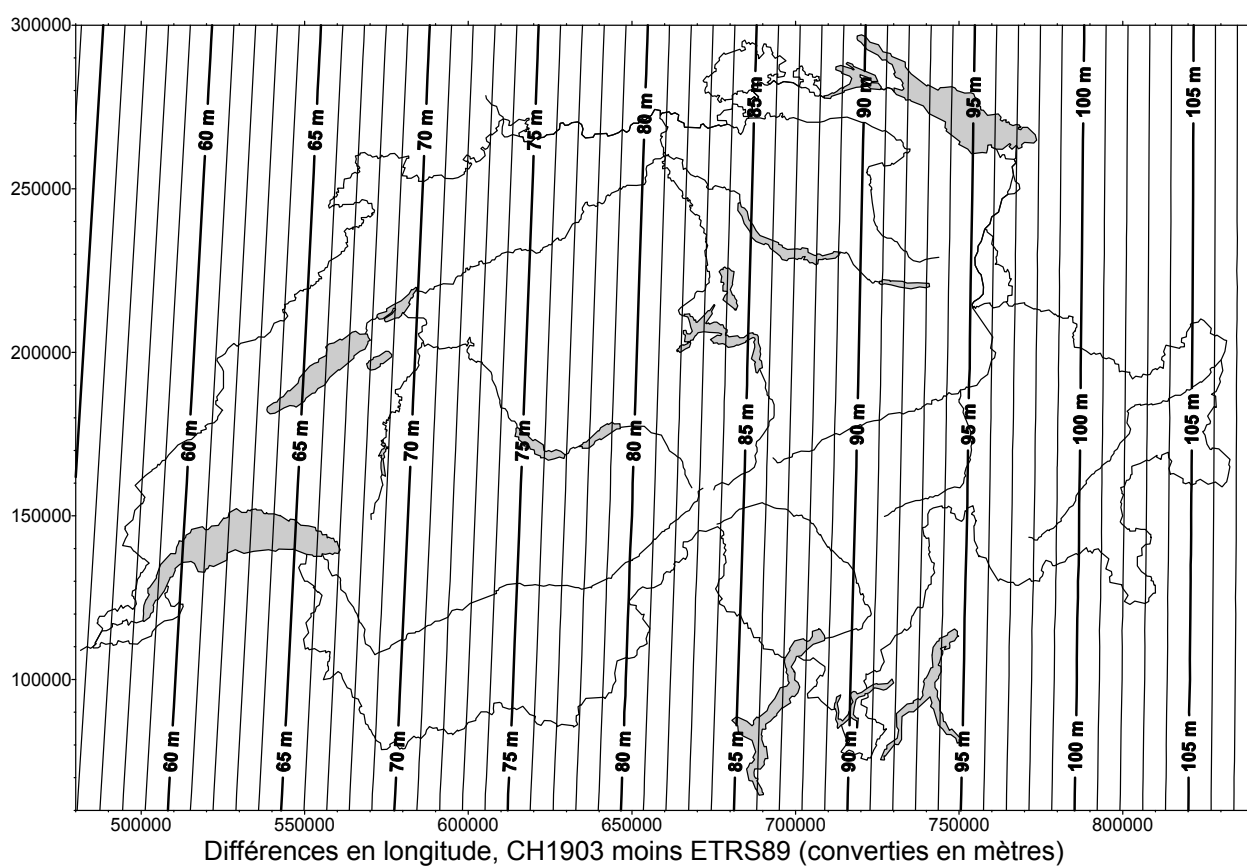 300000
60 m 65 m 70 m 75 m 80 m 85 m 90 m 95 m 100 m 105 m
250000
200000
60 m 65 m 70 m 75 m 80 m 85 m 90 m 95 m 100 m 105 m
150000
100000
60 m 65 m 70 m 75 m 80 m 85 m 90 m 95 m 100 m 105 m
500000 550000 600000 650000 700000 750000 800000
Différences en longitude, CH1903 moins ETRS89 (converties en mètres)